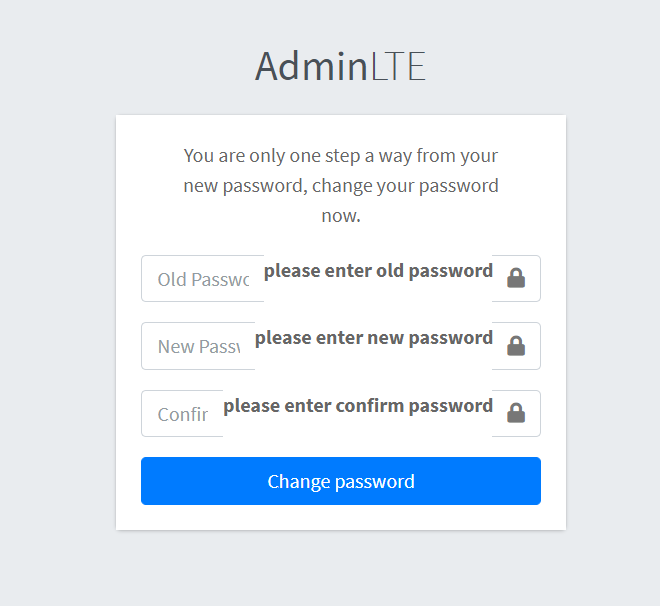 AdminLTE
You are only one step a way from your
new password, change your password
now.
Old Passwo please enter old password
New Passw please enter new password
Confir please enter confirm password
Change password